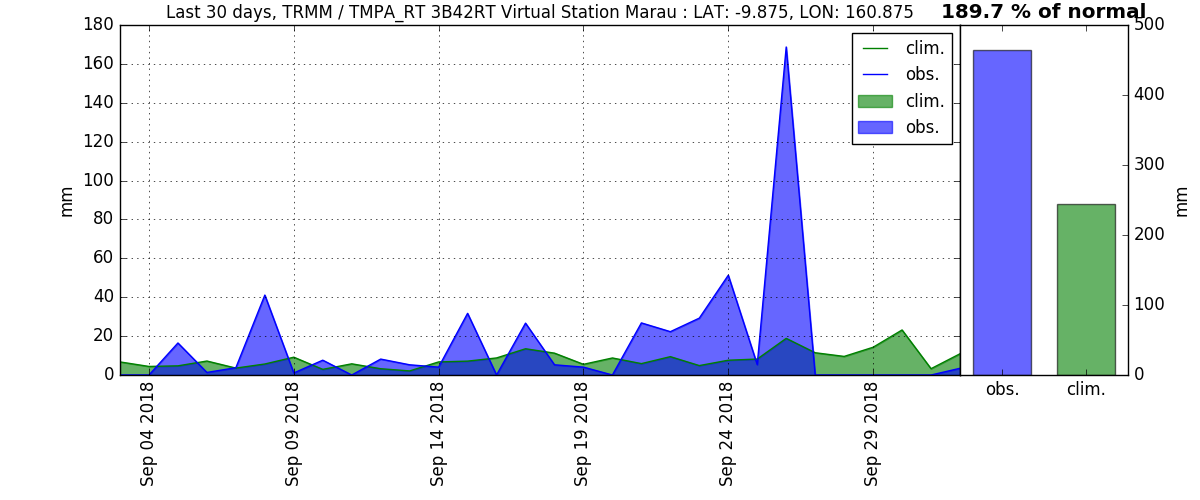 Last 30 days, TRMM / TMPA_RT 3B42RT Virtual Station Marau : LAT: -9.875, LON: 160.875
189.7 % of normal
180
160
140
120
100
80
60
40
20
0
mm
clim.
obs.
clim.
obs.
Sep 04 2018
Sep 09 2018
Sep 14 2018
Sep 19 2018
Sep 24 2018
Sep 29 2018
500
400
300
200
100
0
mm
obs.
clim.